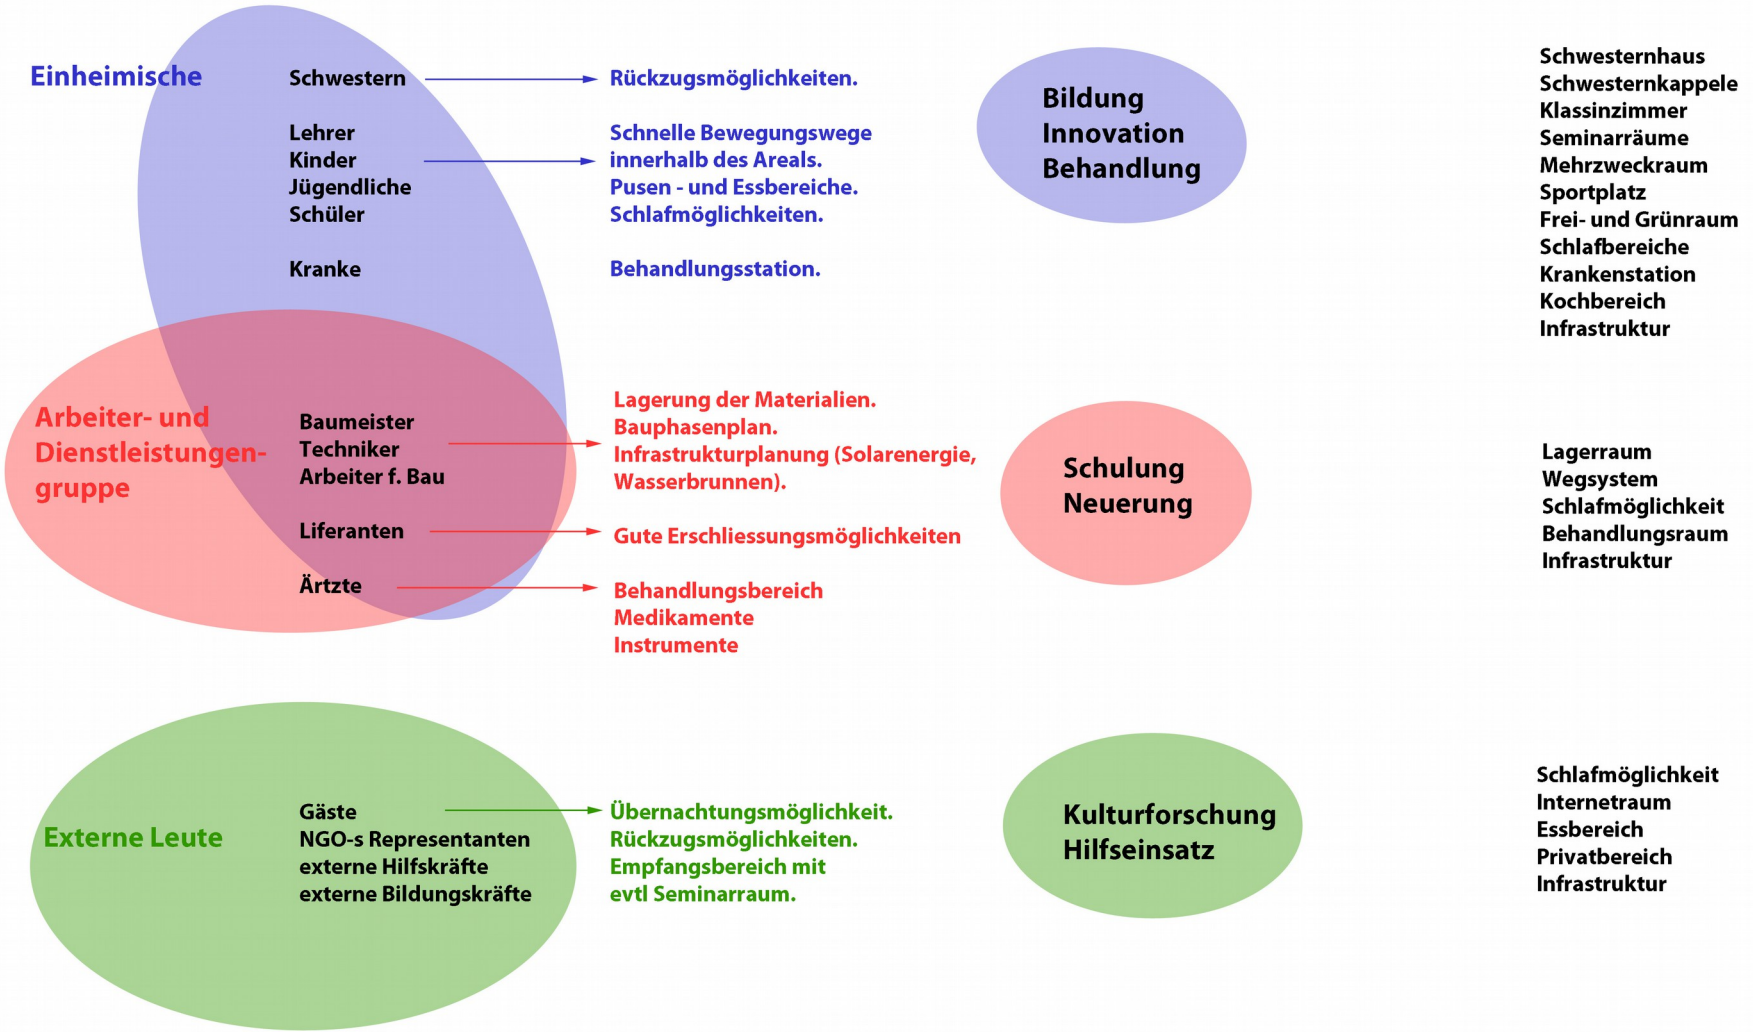 Einheimische
Schwestern
Rückzugsmöglichkeiten.
Lehrer
Kinder
Jügendliche
Schüler
Schnelle Bewegungswege
innerhalb des Areals.
Pusen - und Essbereiche.
Schlafmöglichkeiten.
Kranke
Behandlungsstation.
Bildung
Innovation
Behandlung
Schwesternhaus
Schwesternkappele
Klassinzimmer
Seminarräume
Mehrzweckraum
Sportplatz
Frei- und Grünraum
Schlafbereiche
Krankenstation
Kochbereich
Infrastruktur
Arbeiter- und
Dienstleistungen-
gruppe
Baumeister
Techniker
Arbeiter f. Bau
Lagerung der Materialien.
Bauphasenplan.
Infrastrukturplanung (Solarenergie,
Wasserbrunnen).
Liferanten
Gute Erschliessungsmöglichkeiten
Ärtzte
Behandlungsbereich
Medikamente
Instrumente
Schulung
Neuerung
Lagerraum
Wegsystem
Schlafmöglichkeit
Behandlungsraum
Infrastruktur
Externe Leute
Gäste
NGO-s Representanten
externe Hilfskräfte
externe Bildungskräfte
Übernachtungsmöglichkeit.
Rückzugsmöglichkeiten.
Empfangsbereich mit
evtl Seminarraum.
Kulturforschung
Hilfseinsatz
Schlafmöglichkeit
Internetraum
Essbereich
Privatbereich
Infrastruktur